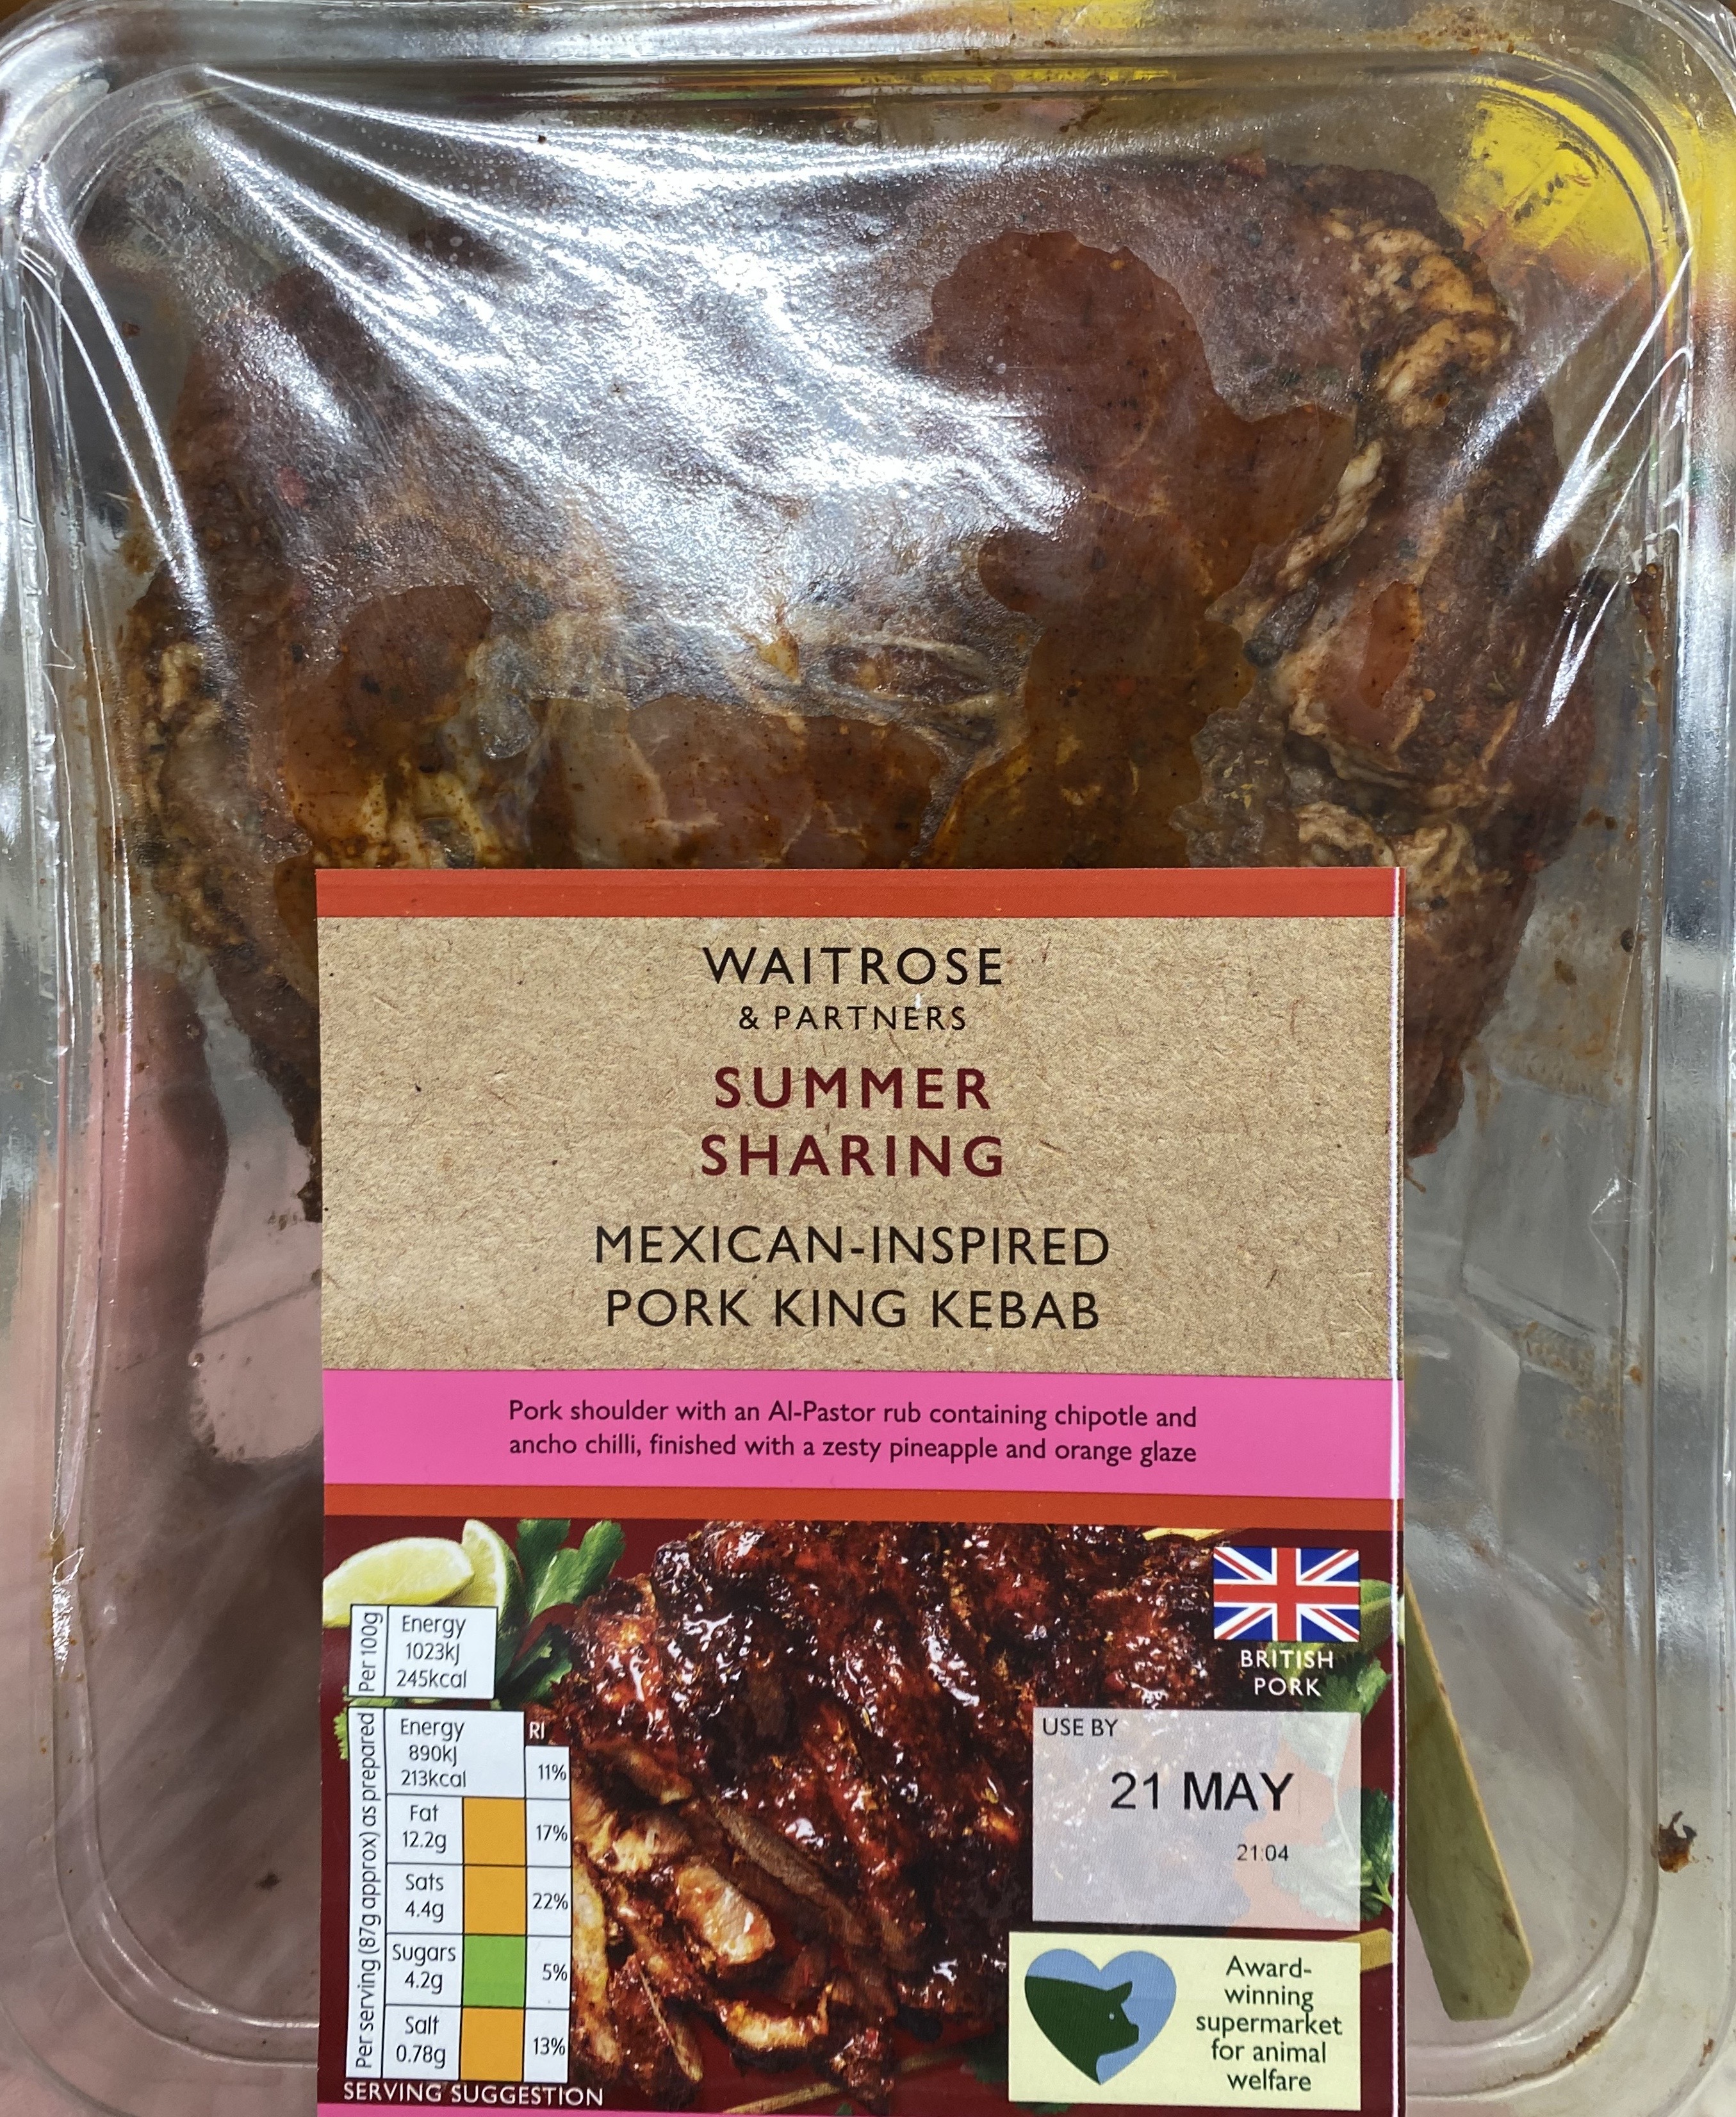 WAITROSE
& PARTNERS
SUMMER
SHARING
MEXICAN-INSPIRED
PORK KING KEBAB
Pork shoulder with an Al-Pastor rub containing chipotle and
ancho chilli, finished with a zesty pineapple and orange glaze
Per 100g
Energy
1023kJ
245kcal
Per serving (87g approx) as prepared
Energy
890kJ
213kcal
RI
11%
Fat
12.2g
17%
Sats
4.4g
22%
Sugars
4.2g
5%
Salt
0.78g
13%
SERVING SUGGESTION
BRITISH
PORK
USE BY
21 MAY
21:04
Award-
winning
supermarket
for animal
welfare